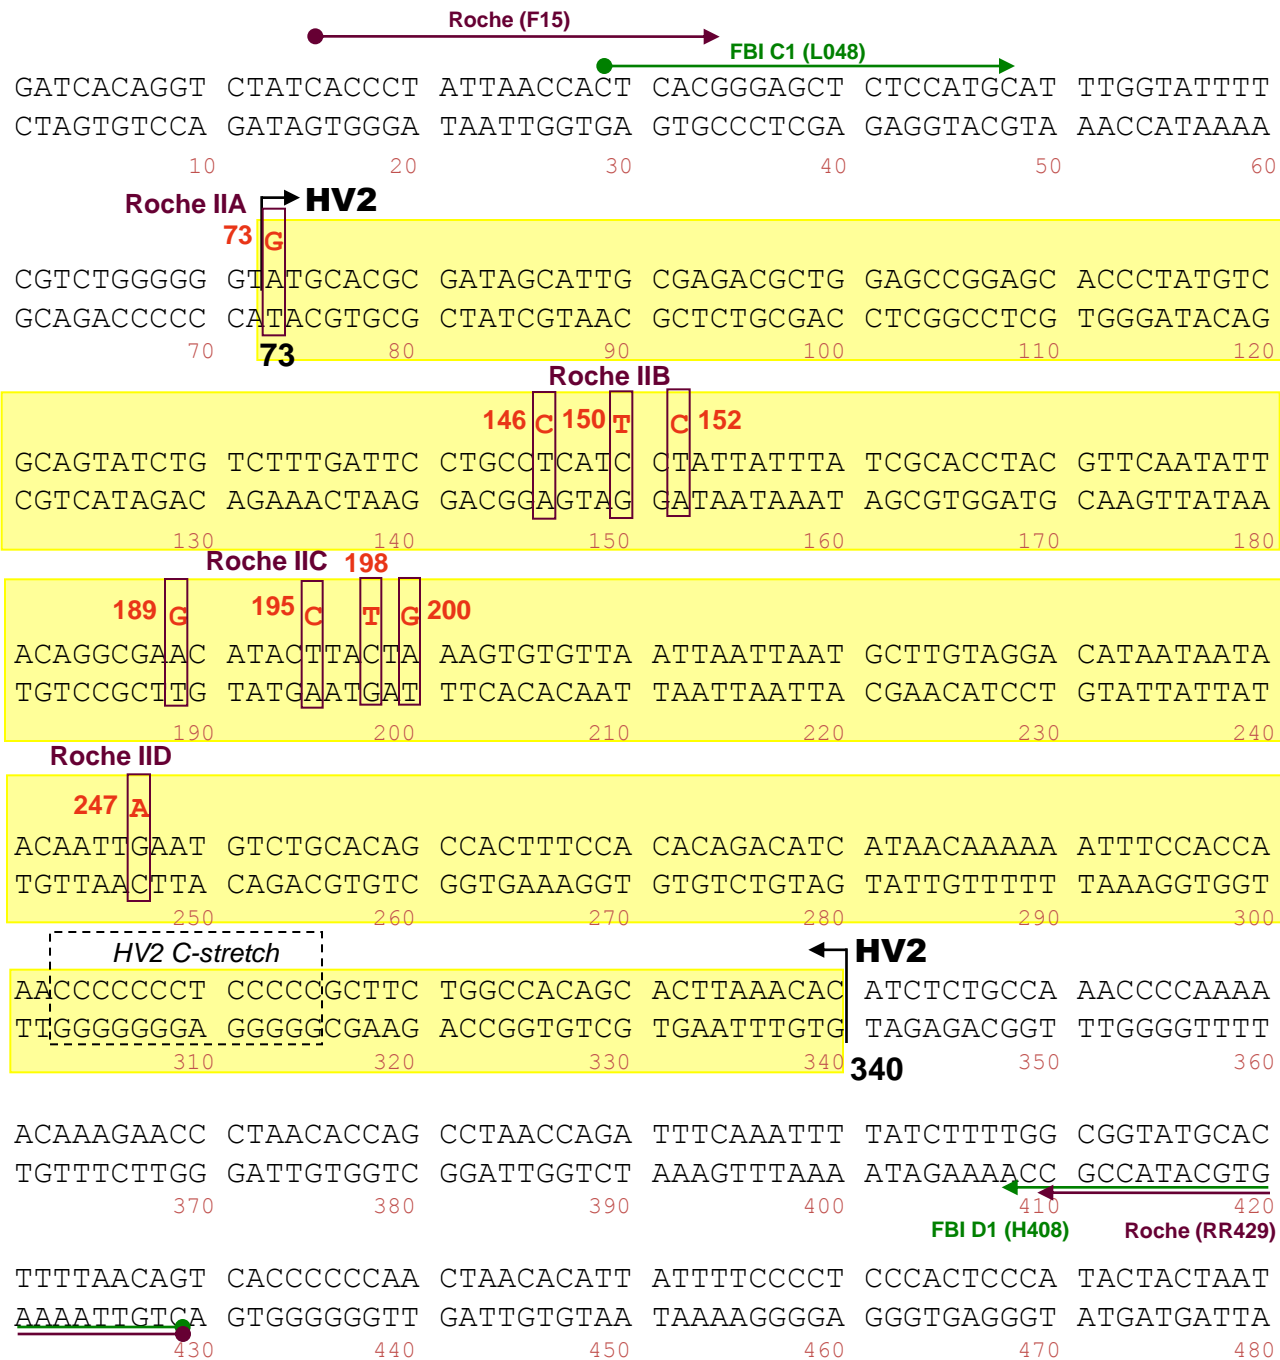 Roche (F15)
FBI C1 (L048)
GATCACAGGT CTATCACCCT ATTAACCACT CACGGGAGCT CTCCATGCAT TTGGTATTTT
CTAGTGTCCA GATAGTGGGA TAATTGGTGA GTGCCCTCGA GAGGTACGTA AACCATAAAA
10 20 30 40 50 60
Roche IIA HV2
73 G
CGTCTGGGGG GTATGCACGC GATAGCATTG CGAGACGCTG GAGCCGGAGC ACCCTATGTC
GCAGACCCCC CATACGTGCG CTATCGTAAC GCTCTGCGAC CTCGGCCTCG TGGGATACAG
70 73 80 90 100 110 120
Roche IIB
146 C 150 T C 152
GCAGTATCTG TCTTTGATTC CTGCCTCATC CTATTATTTA TCGCACCTAC GTTCAATATT
CGTCATAGAC AGAAACTAAG GACGGAGTAG GATAATAAAT AGCGTGGATG CAAGTTATAA
130 140 150 160 170 180
Roche IIC 198
189 G 195 C T G 200
ACAGGCGAAC ATACTTACTA AAGTGTGTTA ATTAATTAAT GCTTGTAGGA CATAATAATA
TGTCCGCTTG TATGAATGAT TTCACACAAT TAATTAATTA CGAACATCCT GTATTATTAT
190 200 210 220 230 240
Roche IID
247 A
ACAATTGAAT GTCTGCACAG CCACTTTCCA CACAGACATC ATAACAAAAA ATTTCCACCA
TGTTAACTTA CAGACGTGTC GGTGAAAGGT GTGTCTGTAG TATTGTTTTT TAAAGGTGGT
250 260 270 280 290 300
HV2 C-stretch HV2
AACCCCCCCT CCCCCGCTTC TGGCCACAGC ACTTAAACAC ATCTCTGCCA AACCCCAAAA
TTGGGGGGGA GGGGGCGAAG ACCGGTGTCG TGAATTTGTG TAGAGACGGT TTGGGGTTTT
310 320 330 340 340 350 360
ACAAAGAACC CTAACACCAG CCTAACCAGA TTTCAAATTT TATCTTTTGG CGGTATGCAC
TGTTTCTTGG GATTGTGGTC GGATTGGTCT AAAGTTTAAA ATAGAAAACC GCCATACGTG
370 380 390 400 410 420
FBI D1 (H408) Roche (RR429)
TTTTAACAGT CACCCCCCAA CTAACACATT ATTTTCCCCT CCCACTCCCA TACTACTAAT
AAAATTGTCA GTGGGGGGTT GATTGTGTAA TAAAAGGGGA GGGTGAGGGT ATGATGATTA
430 440 450 460 470 480